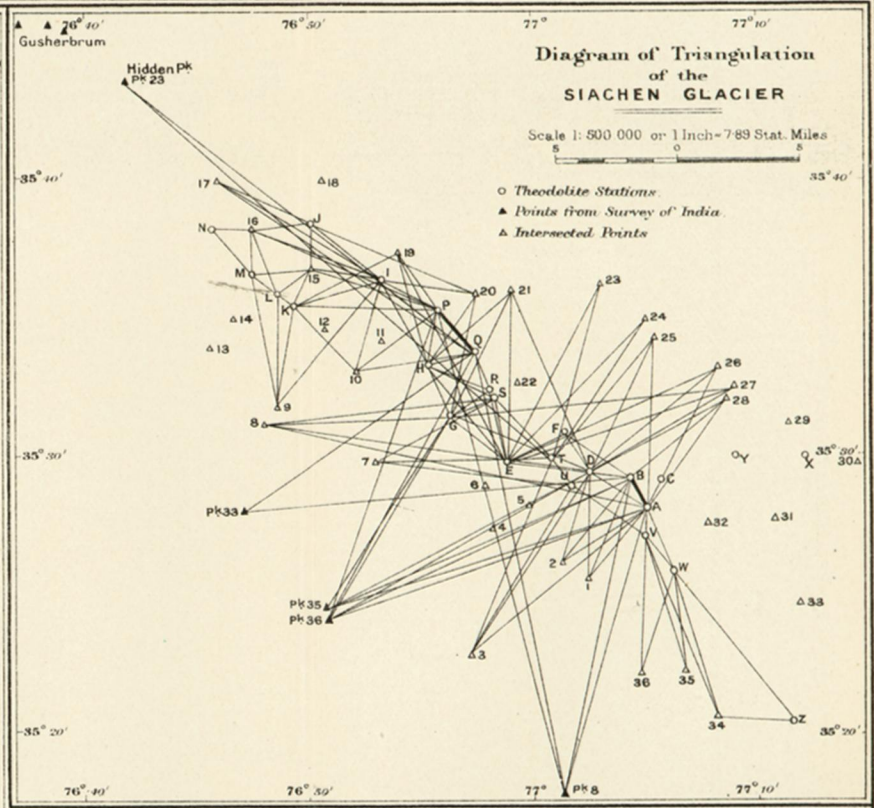 76° 40'
76° 50'
77°
77° 10'
Gusherbrum
Hidden Pk
Pk 23
Diagram of Triangulation
of the
SIACHEN GLACIER
Scale 1: 500 000 or 1 Inch = 7·89 Stat. Miles
5 0 5
35° 40'
35° 40'
○ Theodolite Stations.
▲ Points from Survey of India.
△ Intersected Points
17
18
N
16
J
19
M
15
I
L
K
P
20
21
23
14
12
11
Q
24
25
13
10
H
26
R
22
27
9
S
28
8
G
F
29
35° 30'
7
E
T
D
Y
X
35° 30'
30
6
U
B
C
5
A
Pk 33
4
32
31
V
2
W
1
Pk 35
33
Pk 36
3
36
35
34
Z
35° 20'
35° 20'
76° 40'
76° 50'
77°
Pk 8
77° 10'